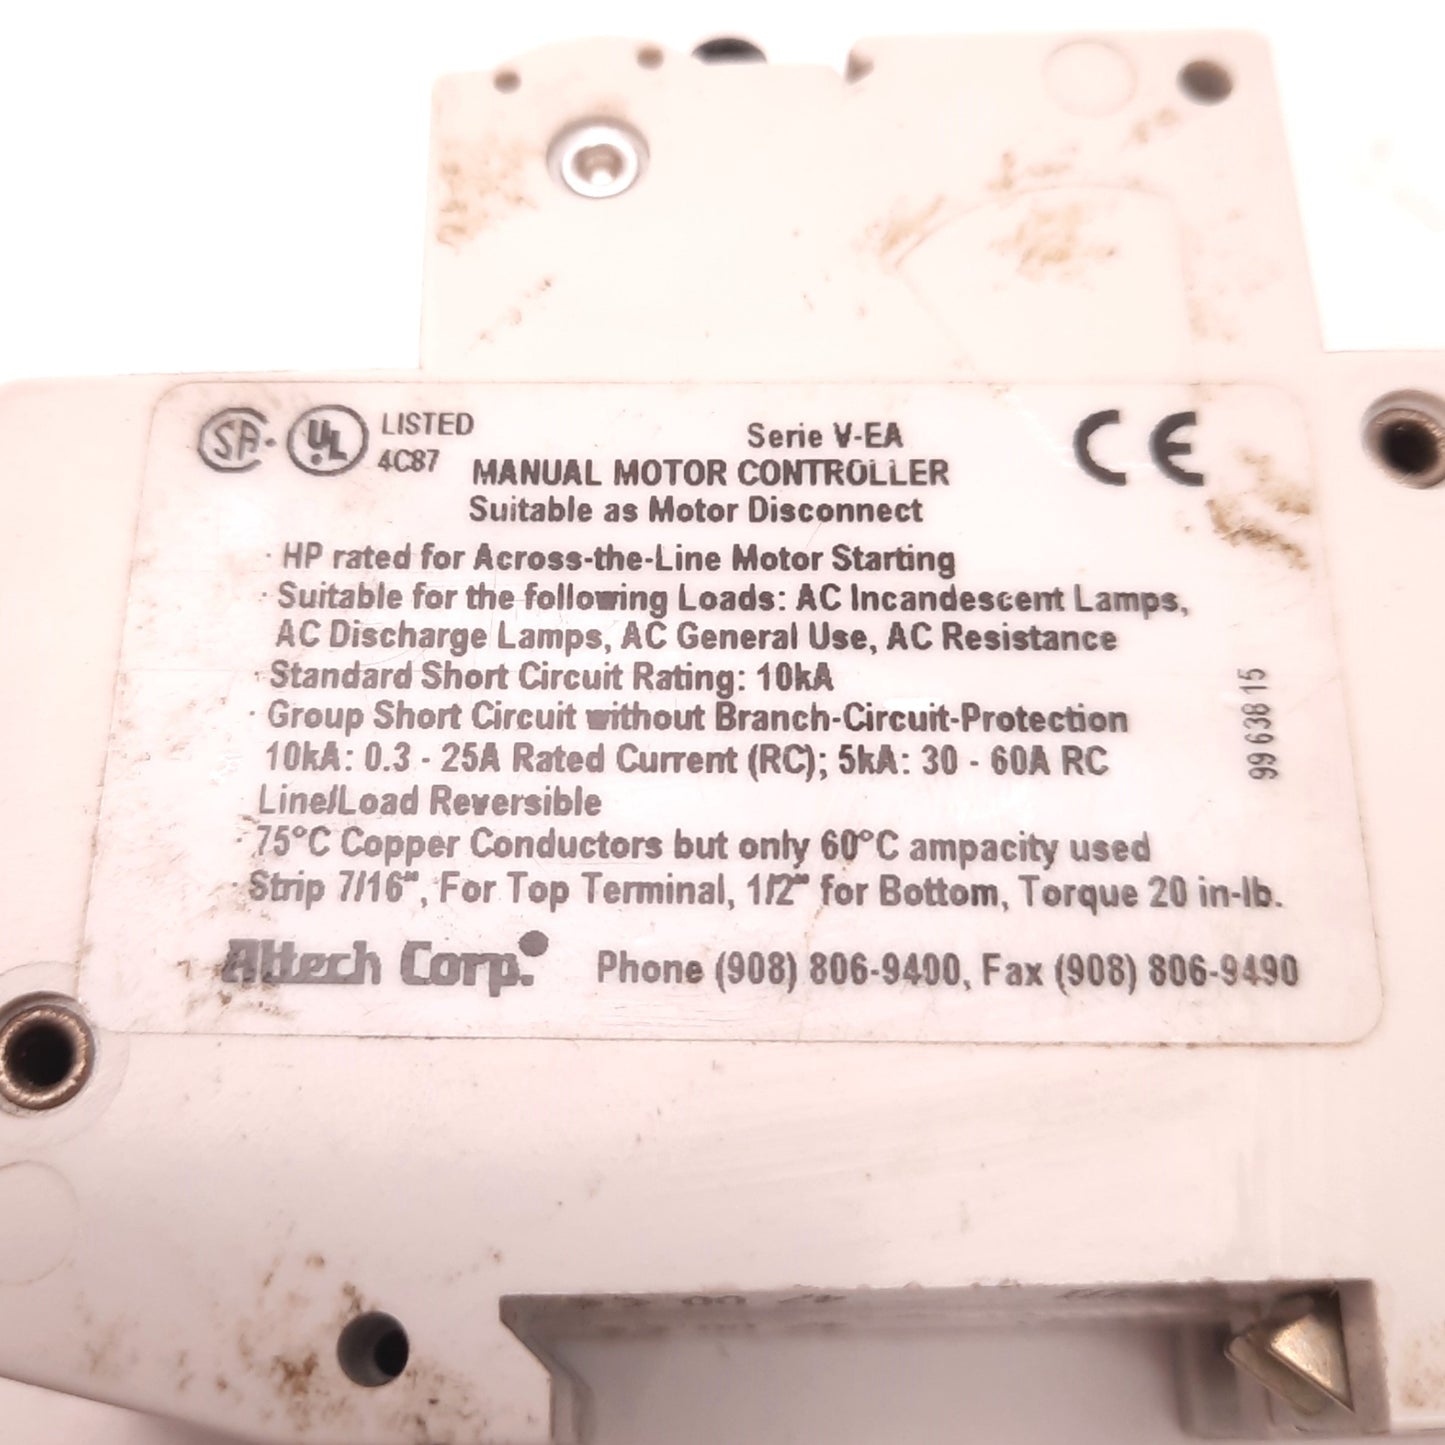 SA UL LISTED
4C87
Serie V-EA
CE
MANUAL MOTOR CONTROLLER
Suitable as Motor Disconnect
· HP rated for Across-the-Line Motor Starting
· Suitable for the following Loads: AC Incandescent Lamps,
AC Discharge Lamps, AC General Use, AC Resistance
· Standard Short Circuit Rating: 10kA
· Group Short Circuit without Branch-Circuit-Protection
10kA: 0.3 - 25A Rated Current (RC); 5kA: 30 - 60A RC
Line/Load Reversible
· 75°C Copper Conductors but only 60°C ampacity used
· Strip 7/16", For Top Terminal, 1/2" for Bottom, Torque 20 in-lb.
Altech Corp. Phone (908) 806-9400, Fax (908) 806-9490
99 638 15